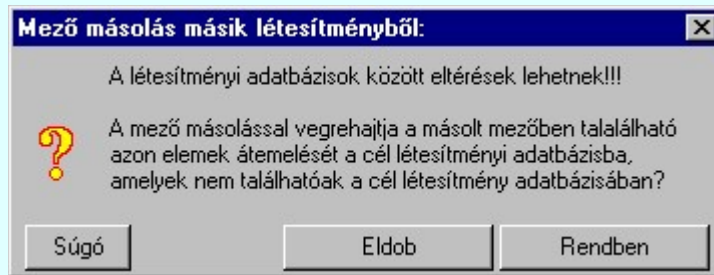 Mező másolás másik létesítményből:
A létesítményi adatbázisok között eltérések lehetnek!!!
A mező másolással vegrehajtja a másolt mezőben talalálható
azon elemek átemelését a cél létesítményi adatbázisba,
amelyek nem találhatóak a cél létesítmény adatbázisában?
Súgó
Eldob
Rendben